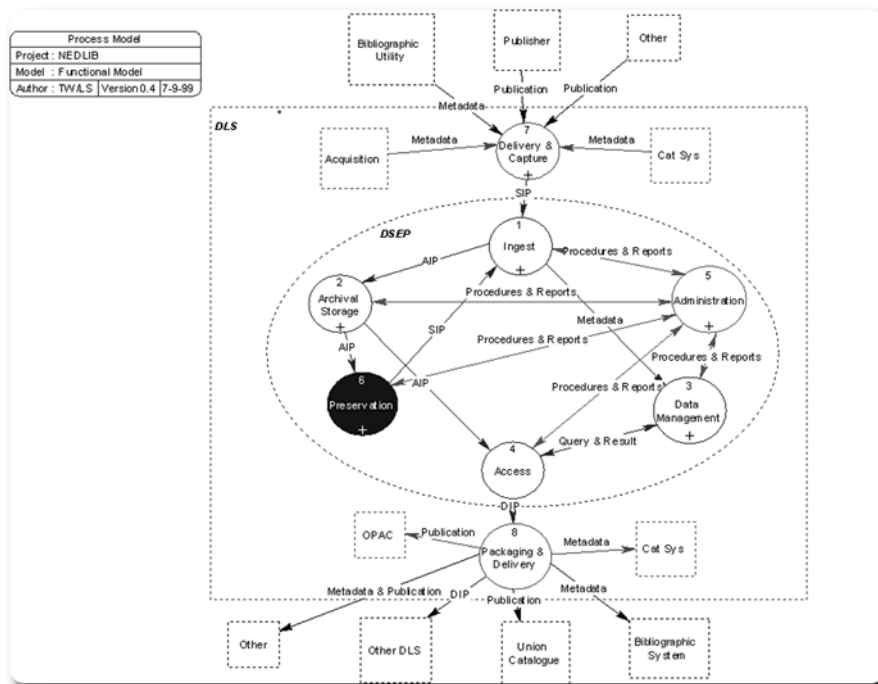 Process Model
Project : NEDLIB
Model : Functional Model
Author : TW/LS Version 0.4 7-9-99
Bibliographic
Utility
Publisher
Other
Metadata
Publication
Publication
DLS
Acquisition
Metadata
7
Delivery &
Capture
+
Metadata
Cat Sys
SIP
DSEP
1
Ingest
+
AIP
Procedures & Reports
2
Archival
Storage
+
Procedures & Reports
5
Administration
+
SIP
Metadata
AIP
Procedures & Reports
Procedures & Reports
6
Preservation
+
AIP
Procedures & Reports
3
Data
Management
+
Query & Result
4
Access
DIP
OPAC
Publication
8
Packaging &
Delivery
Metadata
Cat Sys
Metadata & Publication
DIP
Publication
Metadata
Other
Other DLS
Union
Catalogue
Bibliographic
System